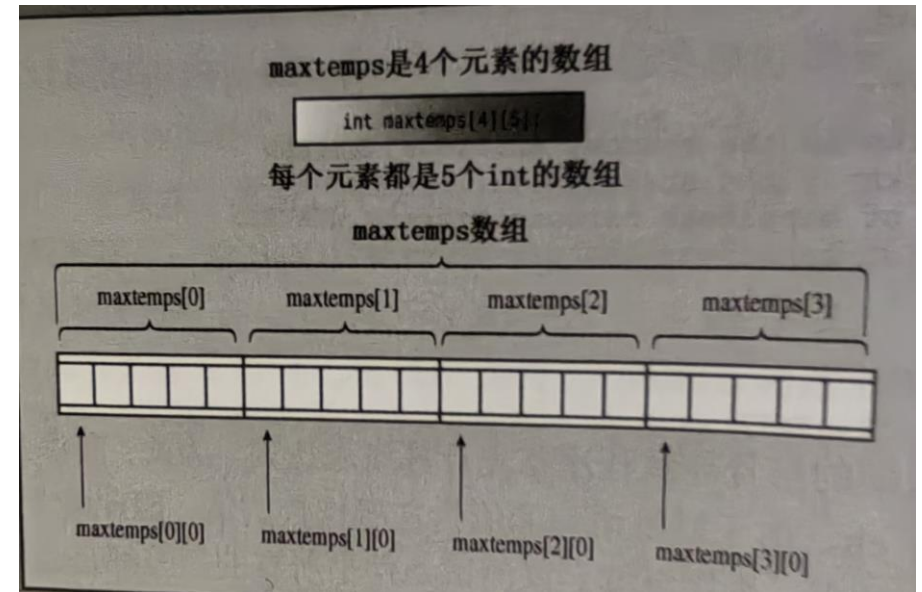 maxtemps是4个元素的数组
int maxtemps[4][5];
每个元素都是5个int的数组
maxtemps数组
maxtemps[0] maxtemps[1] maxtemps[2] maxtemps[3]
maxtemps[0][0] maxtemps[1][0] maxtemps[2][0] maxtemps[3][0]